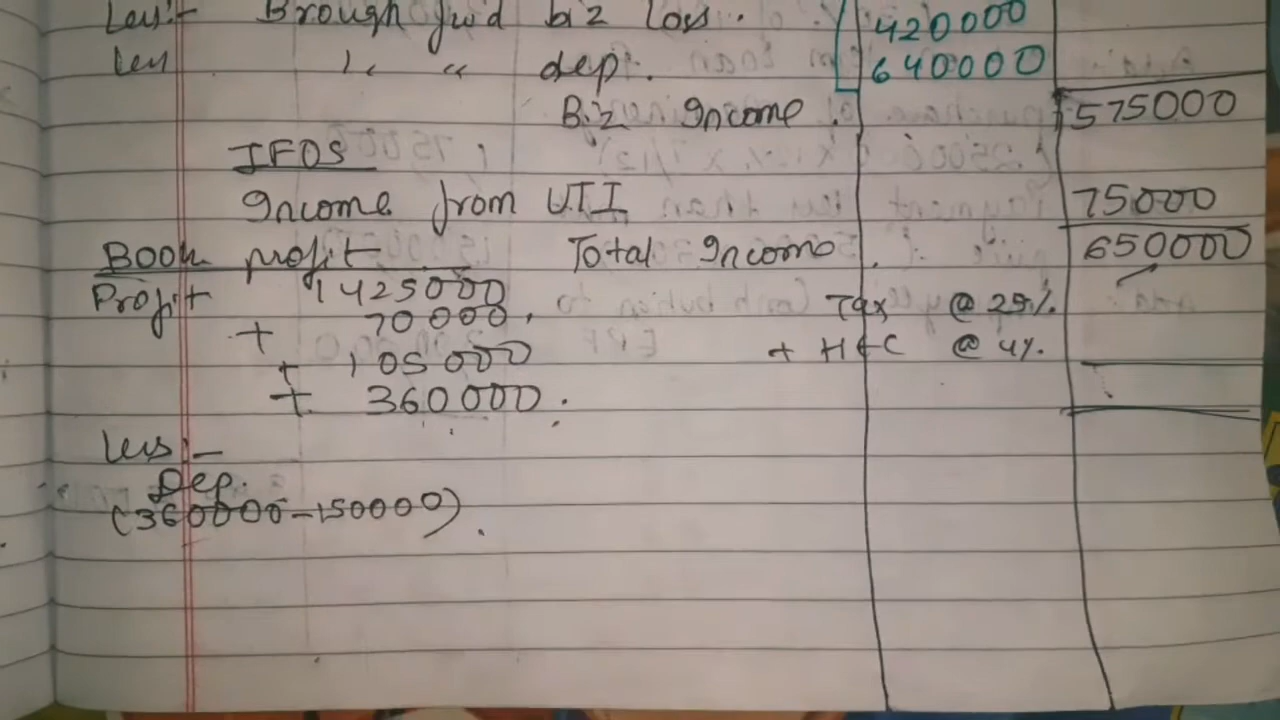 Less:- Brough fwd biz loss. 420000
Less " " dep. 640000
Biz Income. 575000
IFOS
Income from UTI 75000
Book profit Total Income. 650000
Profit 1425000 Tax @ 25%.
+ 70000. + H&C @ 4%.
+ 105000
+ 360000.
Less:-
Dep.
(360000-150000).